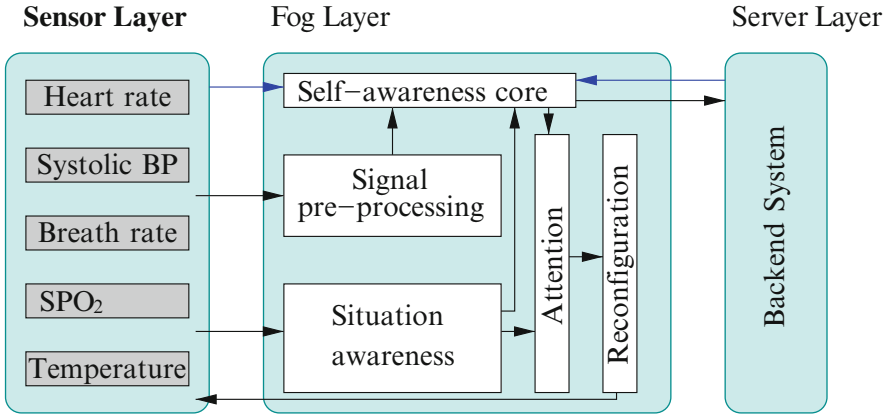 Sensor Layer
Fog Layer
Server Layer
Heart rate
Systolic BP
Breath rate
SPO₂
Temperature
Self-awareness core
Signal
pre-processing
Situation
awareness
Attention
Reconfiguration
Backend System